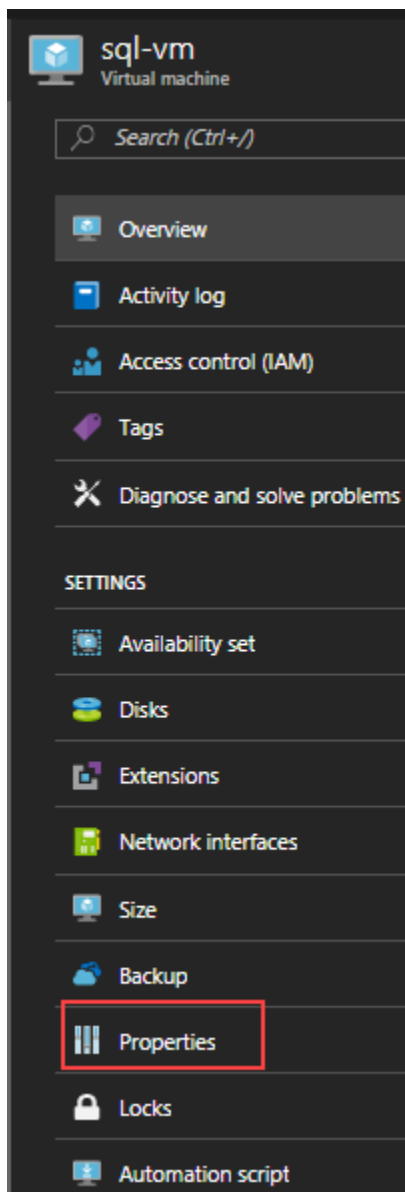 sql-vm
Virtual machine
Search (Ctrl+/)
Overview
Activity log
Access control (IAM)
Tags
Diagnose and solve problems
SETTINGS
Availability set
Disks
Extensions
Network interfaces
Size
Backup
Properties
Locks
Automation script